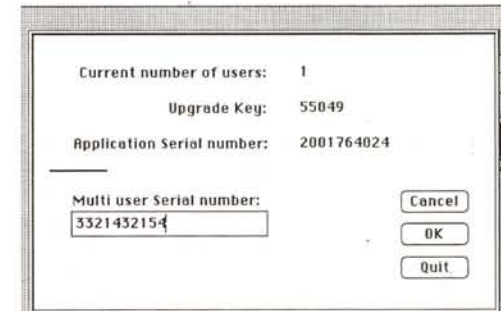 Current number of users: 1
Upgrade Key: 55049
Application Serial number: 2001764024
Multi user Serial number:
3321432154
Cancel
OK
Quit